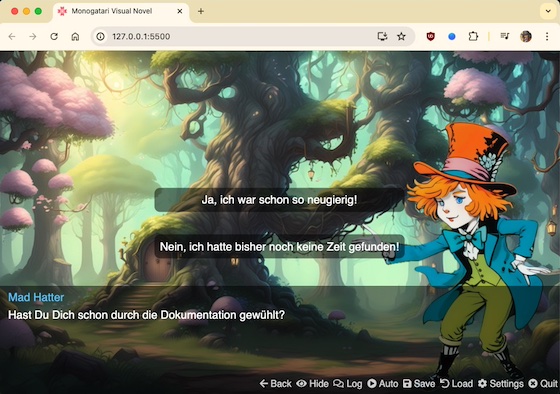 Monogatari Visual Novel
127.0.0.1:5500
Ja, ich war schon so neugierig!
Nein, ich hatte bisher noch keine Zeit gefunden!
Mad Hatter
Hast Du Dich schon durch die Dokumentation gewühlt?
Back Hide Log Auto Save Load Settings Quit